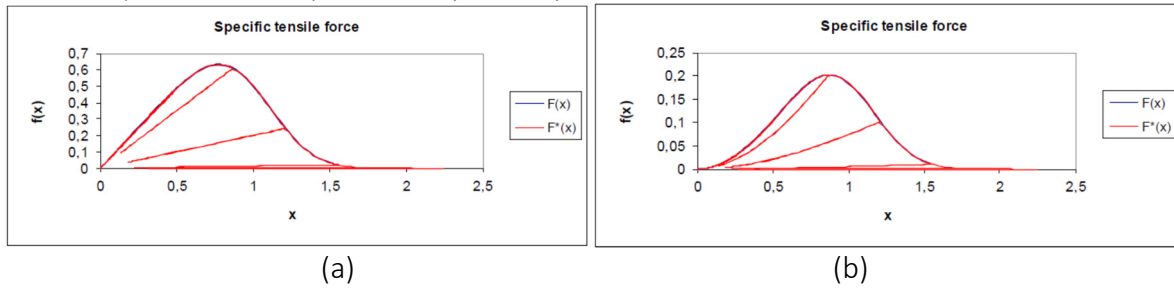 Specific tensile force
0,7
0,6
0,5
0,4
0,3
0,2
0,1
0
f(x)
0
0,5
1
1,5
2
2,5
x
F(x)
F*(x)
(a)
Specific tensile force
0,25
0,2
0,15
0,1
0,05
0
f(x)
0
0,5
1
1,5
2
2,5
x
F(x)
F*(x)
(b)